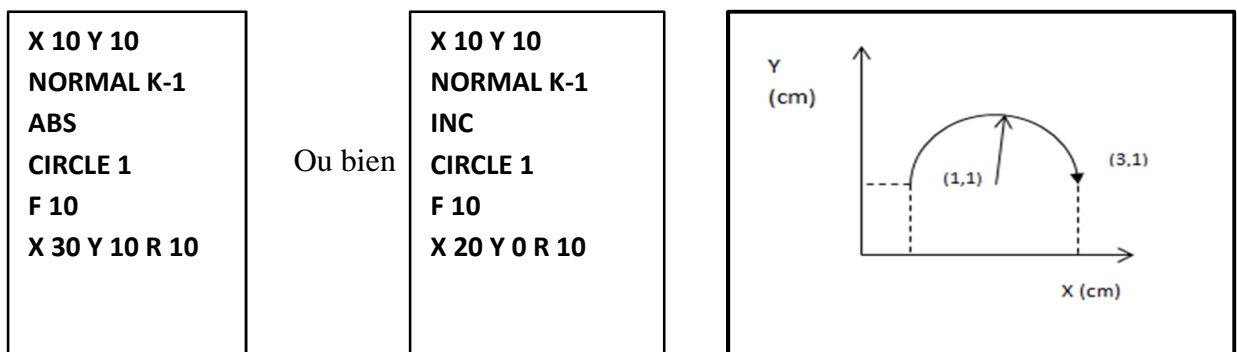 X 10 Y 10
NORMAL K-1
ABS
CIRCLE 1
F 10
X 30 Y 10 R 10
Ou bien
X 10 Y 10
NORMAL K-1
INC
CIRCLE 1
F 10
X 20 Y 0 R 10
Y
(cm)
(1,1)
(3,1)
X (cm)